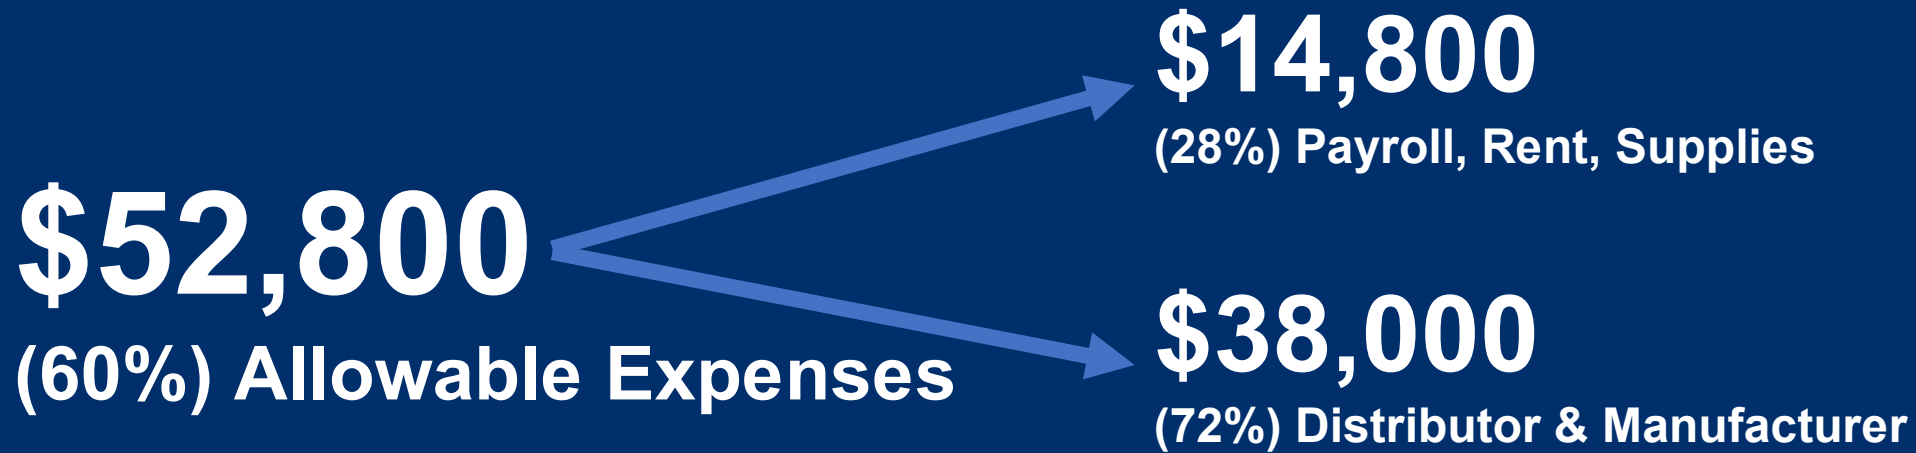 $52,800
(60%) Allowable Expenses
$14,800
(28%) Payroll, Rent, Supplies
$38,000
(72%) Distributor & Manufacturer